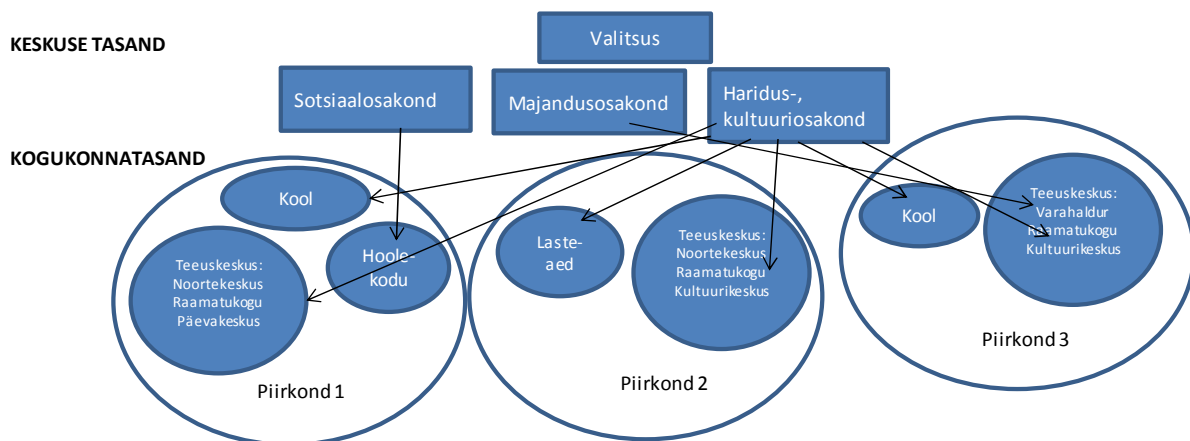 KESKUSE TASAND
Valitsus
Sotsiaalosakond
Majandusosakond
Haridus-,
kultuuriosakond
KOGUKONNATASAND
Kool
Teeuskeskus:
Noortekeskus
Raamatukogu
Päevakeskus
Hoole-
kodu
Piirkond 1
Laste-
aed
Teeuskeskus:
Noortekeskus
Raamatukogu
Kultuurikeskus
Piirkond 2
Kool
Teeuskeskus:
Varahaldur
Raamatukogu
Kultuurikeskus
Piirkond 3